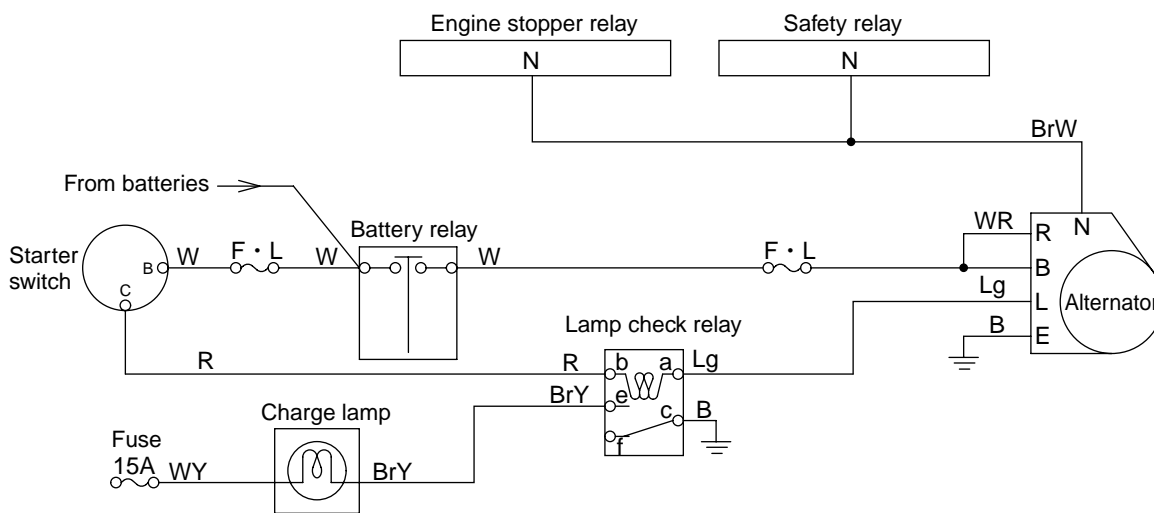 Engine stopper relay
Safety relay
N
N
BrW
From batteries
Battery relay
Starter
switch
B
C
W
F・L
W
W
F・L
WR
Lg
B
N
R
B
L
E
Alternator
Lamp check relay
R
R
b
a
Lg
BrY
e
c
B
f
Charge lamp
Fuse
15A
WY
BrY